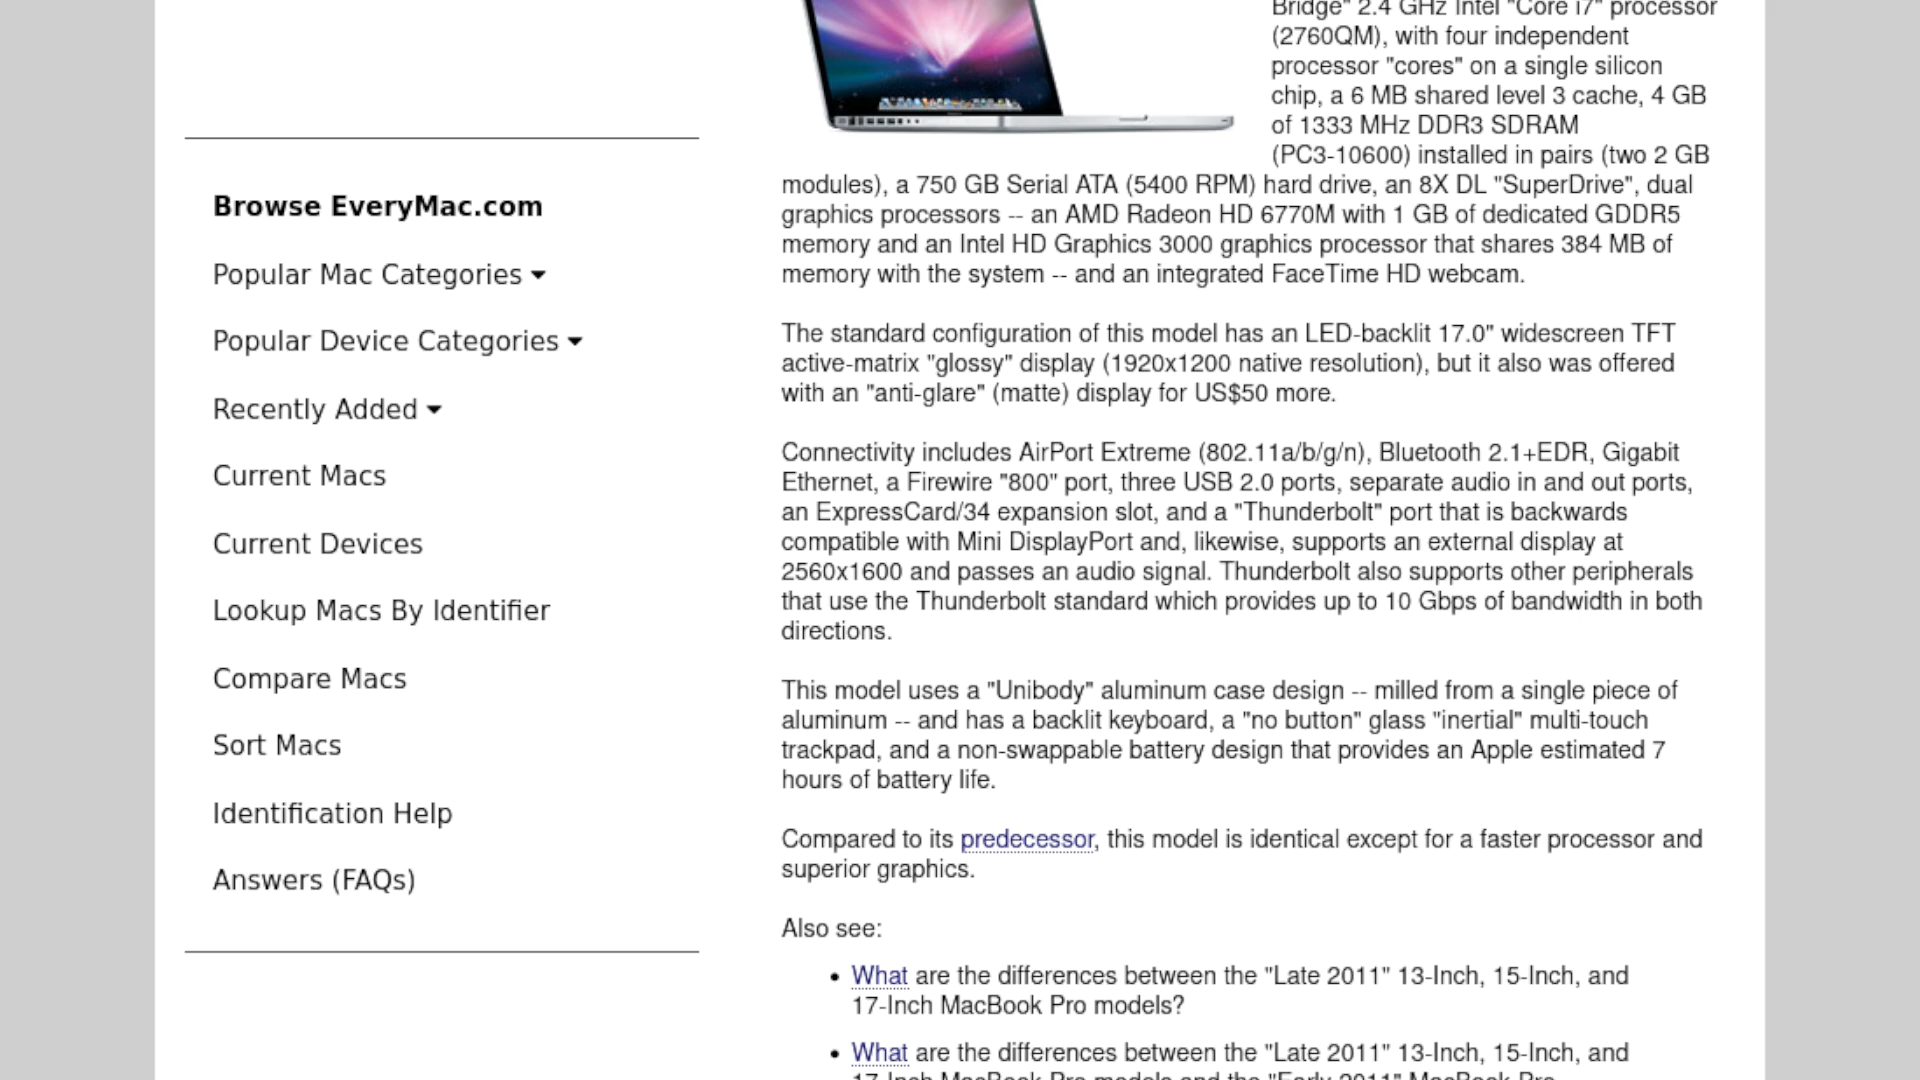 Browse EveryMac.com
Popular Mac Categories
Popular Device Categories
Recently Added
Current Macs
Current Devices
Lookup Macs By Identifier
Compare Macs
Sort Macs
Identification Help
Answers (FAQs)
Bridge" 2.4 GHz Intel "Core i7" processor
(2760QM), with four independent
processor "cores" on a single silicon
chip, a 6 MB shared level 3 cache, 4 GB
of 1333 MHz DDR3 SDRAM
(PC3-10600) installed in pairs (two 2 GB
modules), a 750 GB Serial ATA (5400 RPM) hard drive, an 8X DL "SuperDrive", dual
graphics processors -- an AMD Radeon HD 6770M with 1 GB of dedicated GDDR5
memory and an Intel HD Graphics 3000 graphics processor that shares 384 MB of
memory with the system -- and an integrated FaceTime HD webcam.
The standard configuration of this model has an LED-backlit 17.0" widescreen TFT
active-matrix "glossy" display (1920x1200 native resolution), but it also was offered
with an "anti-glare" (matte) display for US$50 more.
Connectivity includes AirPort Extreme (802.11a/b/g/n), Bluetooth 2.1+EDR, Gigabit
Ethernet, a Firewire "800" port, three USB 2.0 ports, separate audio in and out ports,
an ExpressCard/34 expansion slot, and a "Thunderbolt" port that is backwards
compatible with Mini DisplayPort and, likewise, supports an external display at
2560x1600 and passes an audio signal. Thunderbolt also supports other peripherals
that use the Thunderbolt standard which provides up to 10 Gbps of bandwidth in both
directions.
This model uses a "Unibody" aluminum case design -- milled from a single piece of
aluminum -- and has a backlit keyboard, a "no button" glass "inertial" multi-touch
trackpad, and a non-swappable battery design that provides an Apple estimated 7
hours of battery life.
Compared to its predecessor, this model is identical except for a faster processor and
superior graphics.
Also see:
• What are the differences between the "Late 2011" 13-Inch, 15-Inch, and
17-Inch MacBook Pro models?
• What are the differences between the "Late 2011" 13-Inch, 15-Inch, and
17-Inch MacBook Pro models and the "Early 2011" MacBook Pro